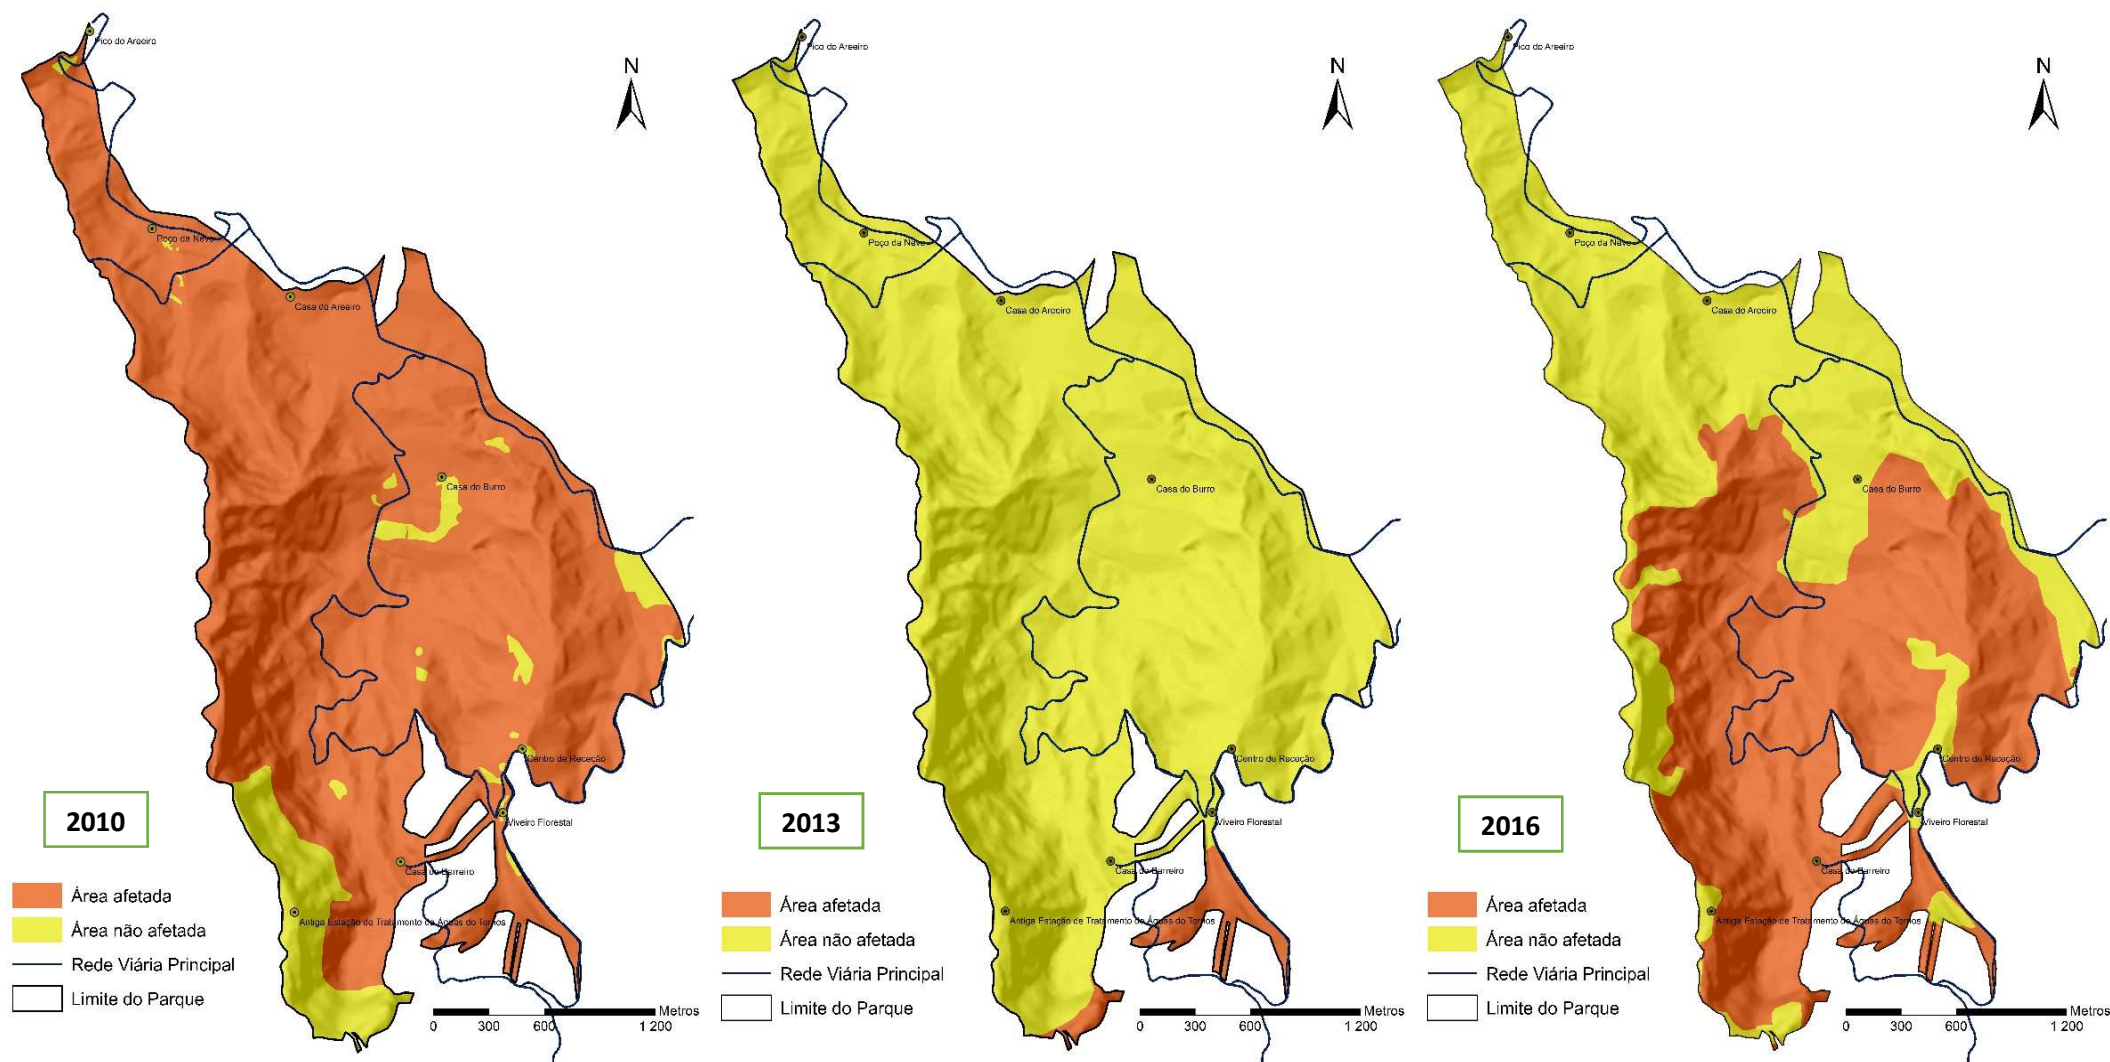 Pico do Areeiro
N
Poço da Neve
Casa do Areeiro
Casa do Burro
Centro de Receção
2010
Viveiro Florestal
Casa do Barreiro
Antiga Estação de Tratamento de Águas do Tornos
Área afetada
Área não afetada
Rede Viária Principal
Limite do Parque
Metros
0 300 600 1 200
Pico do Areeiro
N
Poço da Neve
Casa do Areeiro
Casa do Burro
Centro de Receção
2013
Viveiro Florestal
Casa do Barreiro
Antiga Estação de Tratamento de Águas do Tornos
Área afetada
Área não afetada
Rede Viária Principal
Limite do Parque
Metros
0 300 600 1 200
Pico do Areeiro
N
Poço da Neve
Casa do Areeiro
Casa do Burro
Centro de Receção
2016
Viveiro Florestal
Casa do Barreiro
Antiga Estação de Tratamento de Águas do Tornos
Área afetada
Área não afetada
Rede Viária Principal
Limite do Parque
Metros
0 300 600 1 200